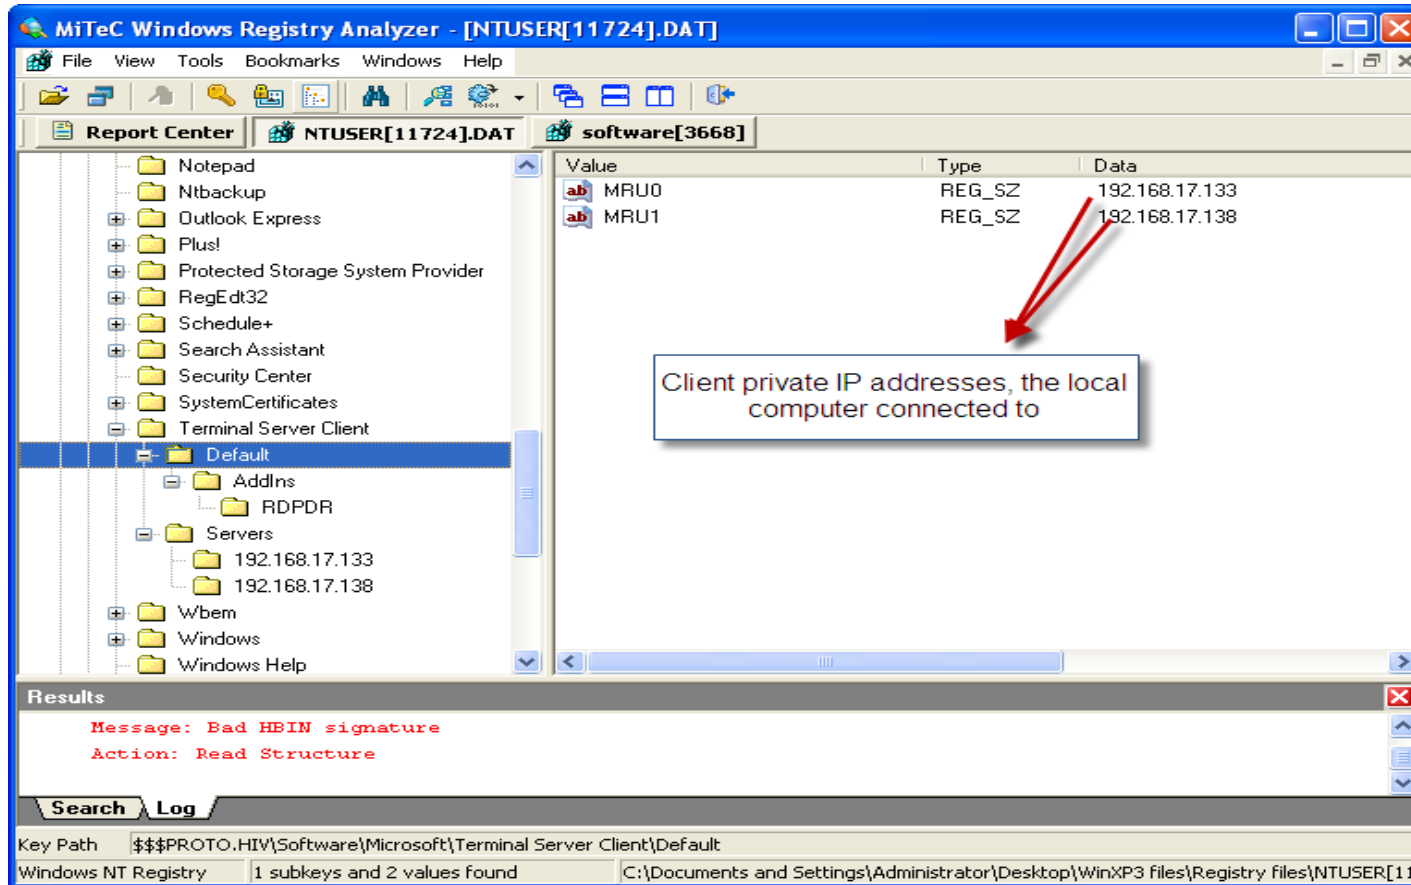 MiTeC Windows Registry Analyzer - [NTUSER[11724].DAT]
File View Tools Bookmarks Windows Help
Report Center NTUSER[11724].DAT software[3668]
Notepad
Ntbackup
Outlook Express
Plus!
Protected Storage System Provider
RegEdt32
Schedule+
Search Assistant
Security Center
SystemCertificates
Terminal Server Client
Default
AddIns
RDPDR
Servers
192.168.17.133
192.168.17.138
Wbem
Windows
Windows Help
Value Type Data
ab MRU0 REG_SZ 192.168.17.133
ab MRU1 REG_SZ 192.168.17.138
Client private IP addresses, the local
computer connected to
Results
Message: Bad HBIN signature
Action: Read Structure
Search Log
Key Path $$$PROTO.HIV\Software\Microsoft\Terminal Server Client\Default
Windows NT Registry 1 subkeys and 2 values found C:\Documents and Settings\Administrator\Desktop\WinXP3 files\Registry files\NTUSER[11